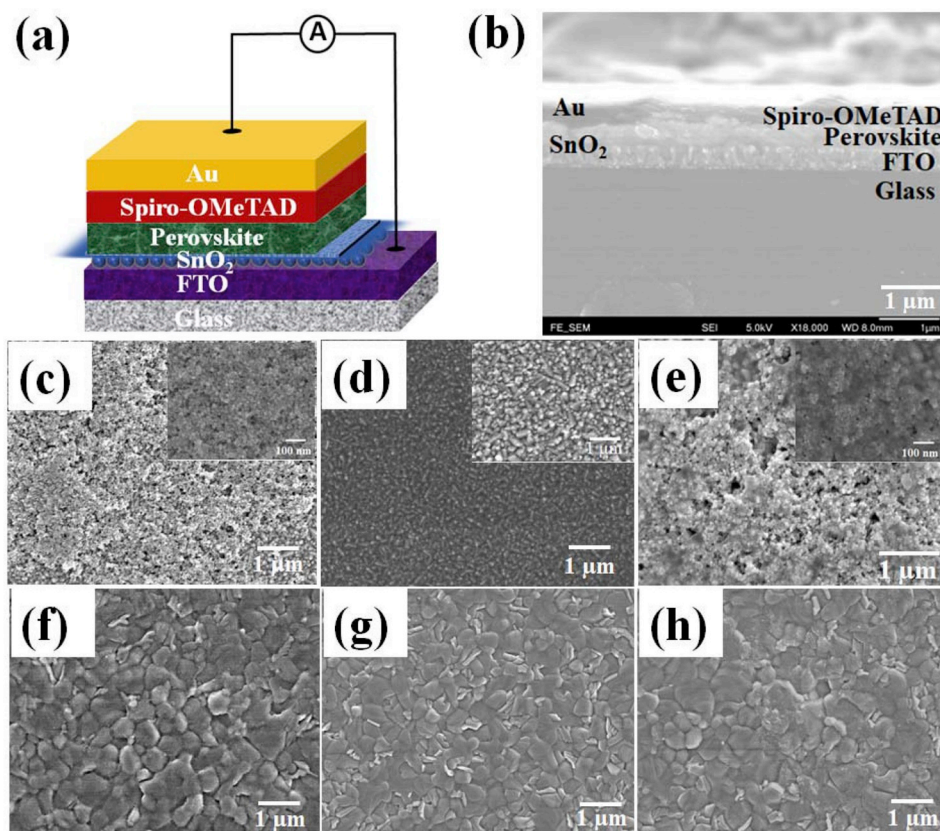 (a)
A
Au
Spiro-OMeTAD
Perovskite
SnO₂
FTO
Glass
(b)
Au
Spiro-OMeTAD
Perovskite
SnO₂
FTO
Glass
1 μm
FE_SEM SEI 5.0kV X18,000 WD 8.0mm 1μm
(c)
100 nm
1 μm
(d)
1 μm
1 μm
(e)
100 nm
1 μm
(f)
1 μm
(g)
1 μm
(h)
1 μm